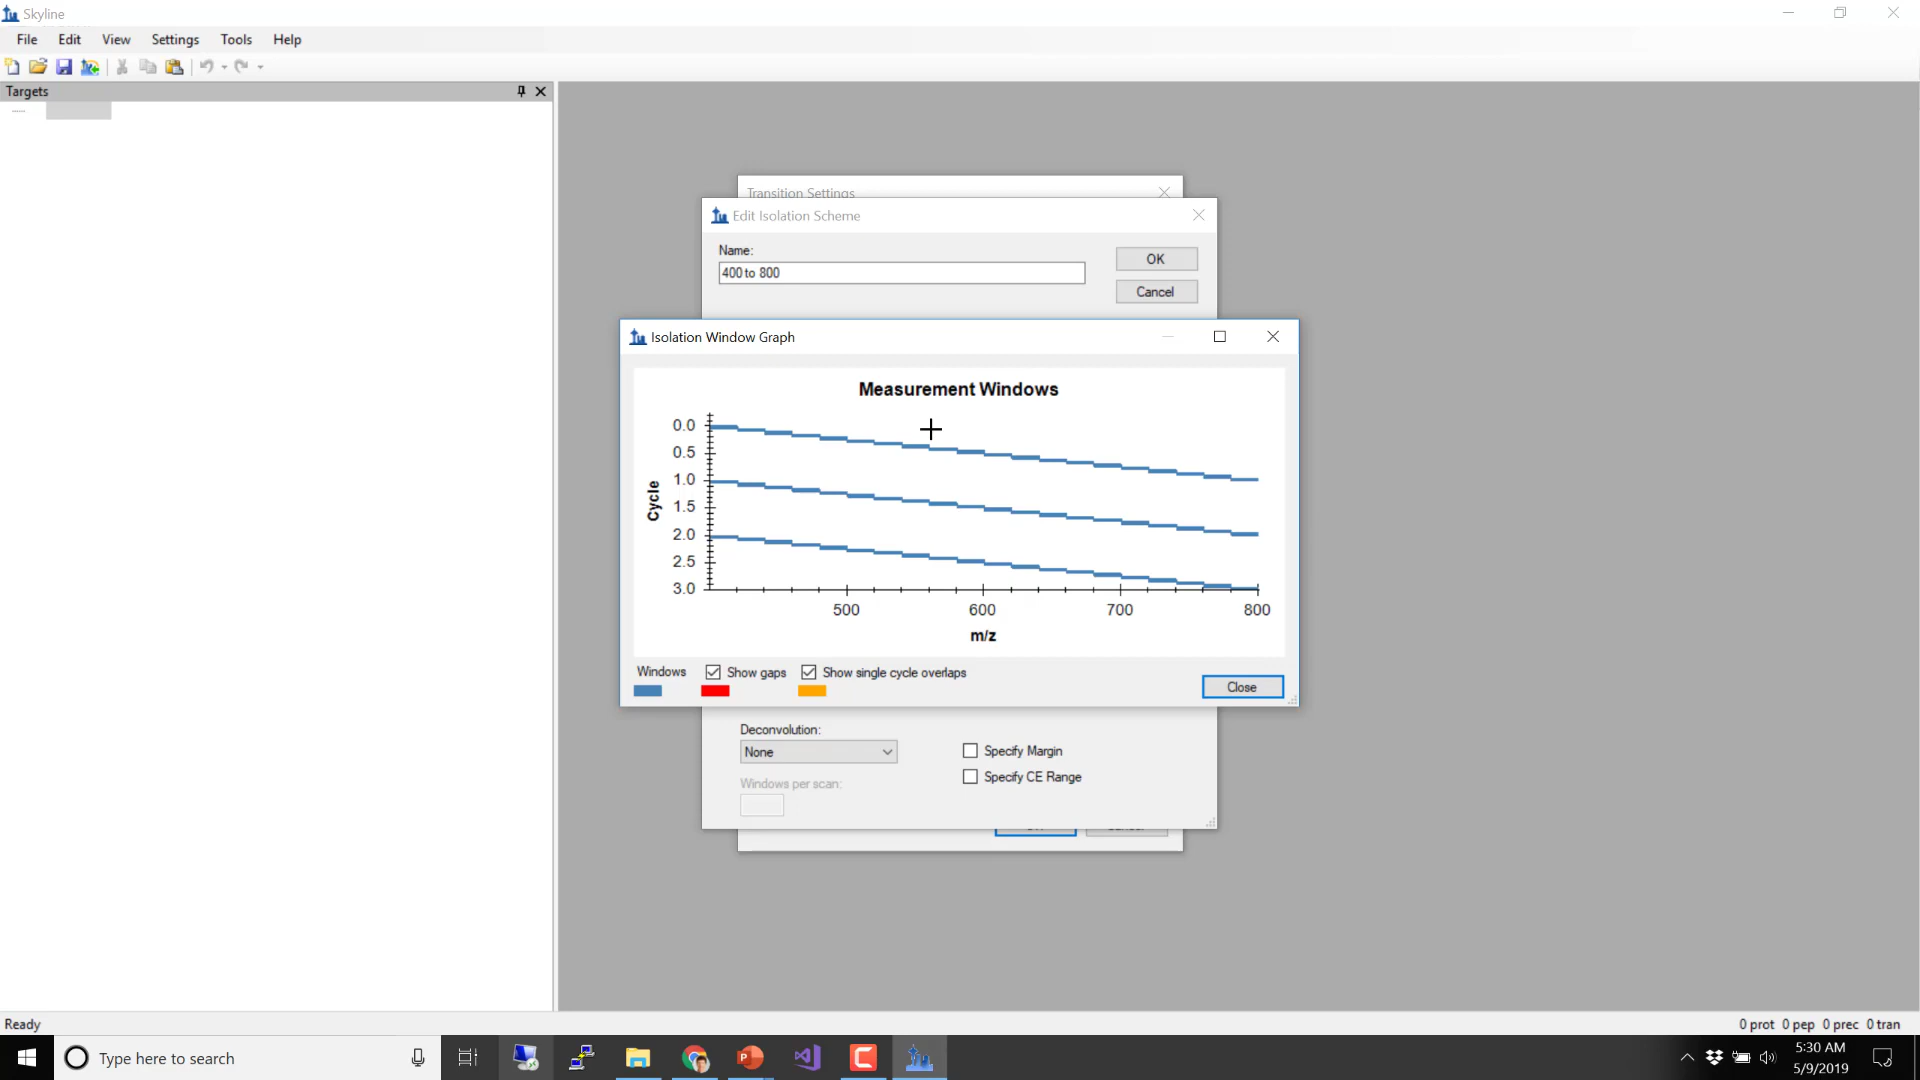 Skyline
File Edit View Settings Tools Help
Targets
Transition Settings
Edit Isolation Scheme
Name:
400 to 800
OK
Cancel
Isolation Window Graph
Measurement Windows
0.0
0.5
1.0
1.5
2.0
2.5
3.0
Cycle
500 600 700 800
m/z
Windows Show gaps Show single cycle overlaps
Close
Deconvolution:
None
Specify Margin
Specify CE Range
Windows per scan:
Ready
0 prot 0 pep 0 prec 0 tran
Type here to search
5:30 AM
5/9/2019